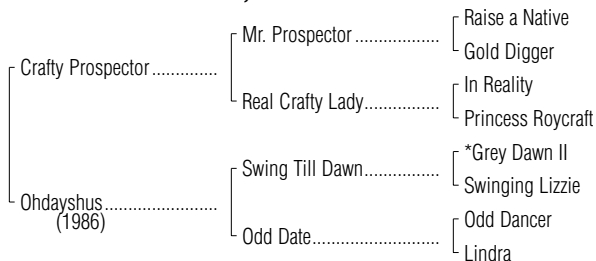 Raise a Native
Mr. Prospector ..................
Gold Digger
Crafty Prospector .............
In Reality
Real Crafty Lady................
Princess Roycraft
*Grey Dawn II
Swing Till Dawn................
Swinging Lizzie
Ohdayshus......................
(1986)
Odd Dancer
Odd Date...........................
Lindra